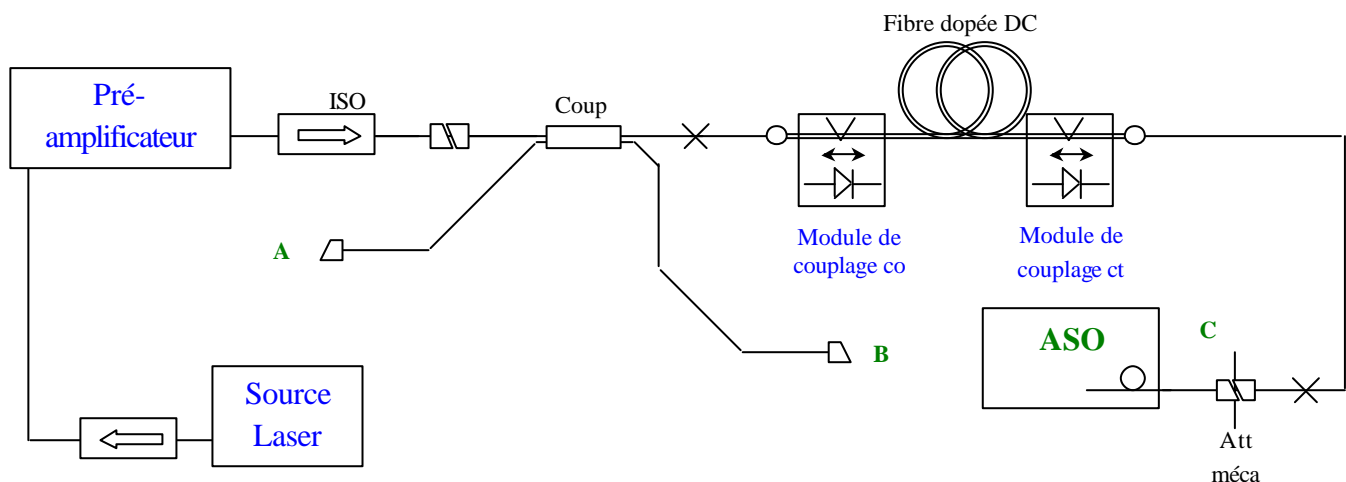 Fibre dopée DC
Pré-
amplificateur
ISO
Coup
A
Module de
couplage co
Module de
couplage ct
B
ASO
C
Source
Laser
Att
méca